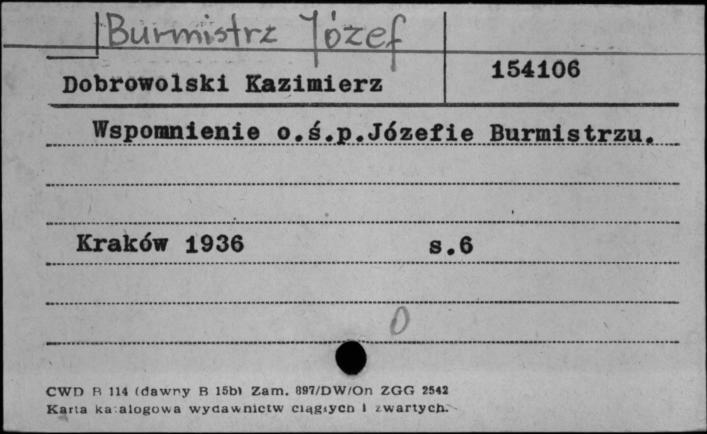 Burmistrz Józef
Dobrowolski Kazimierz 154106
Wspomnienie o.ś.p.Józefie Burmistrzu.
Kraków 1936 s.6
0
CWD B 114 (dawny B 15b) Zam. 897/DW/On ZGG 2542
Karta katalogowa wydawnictw ciągłych i zwartych.